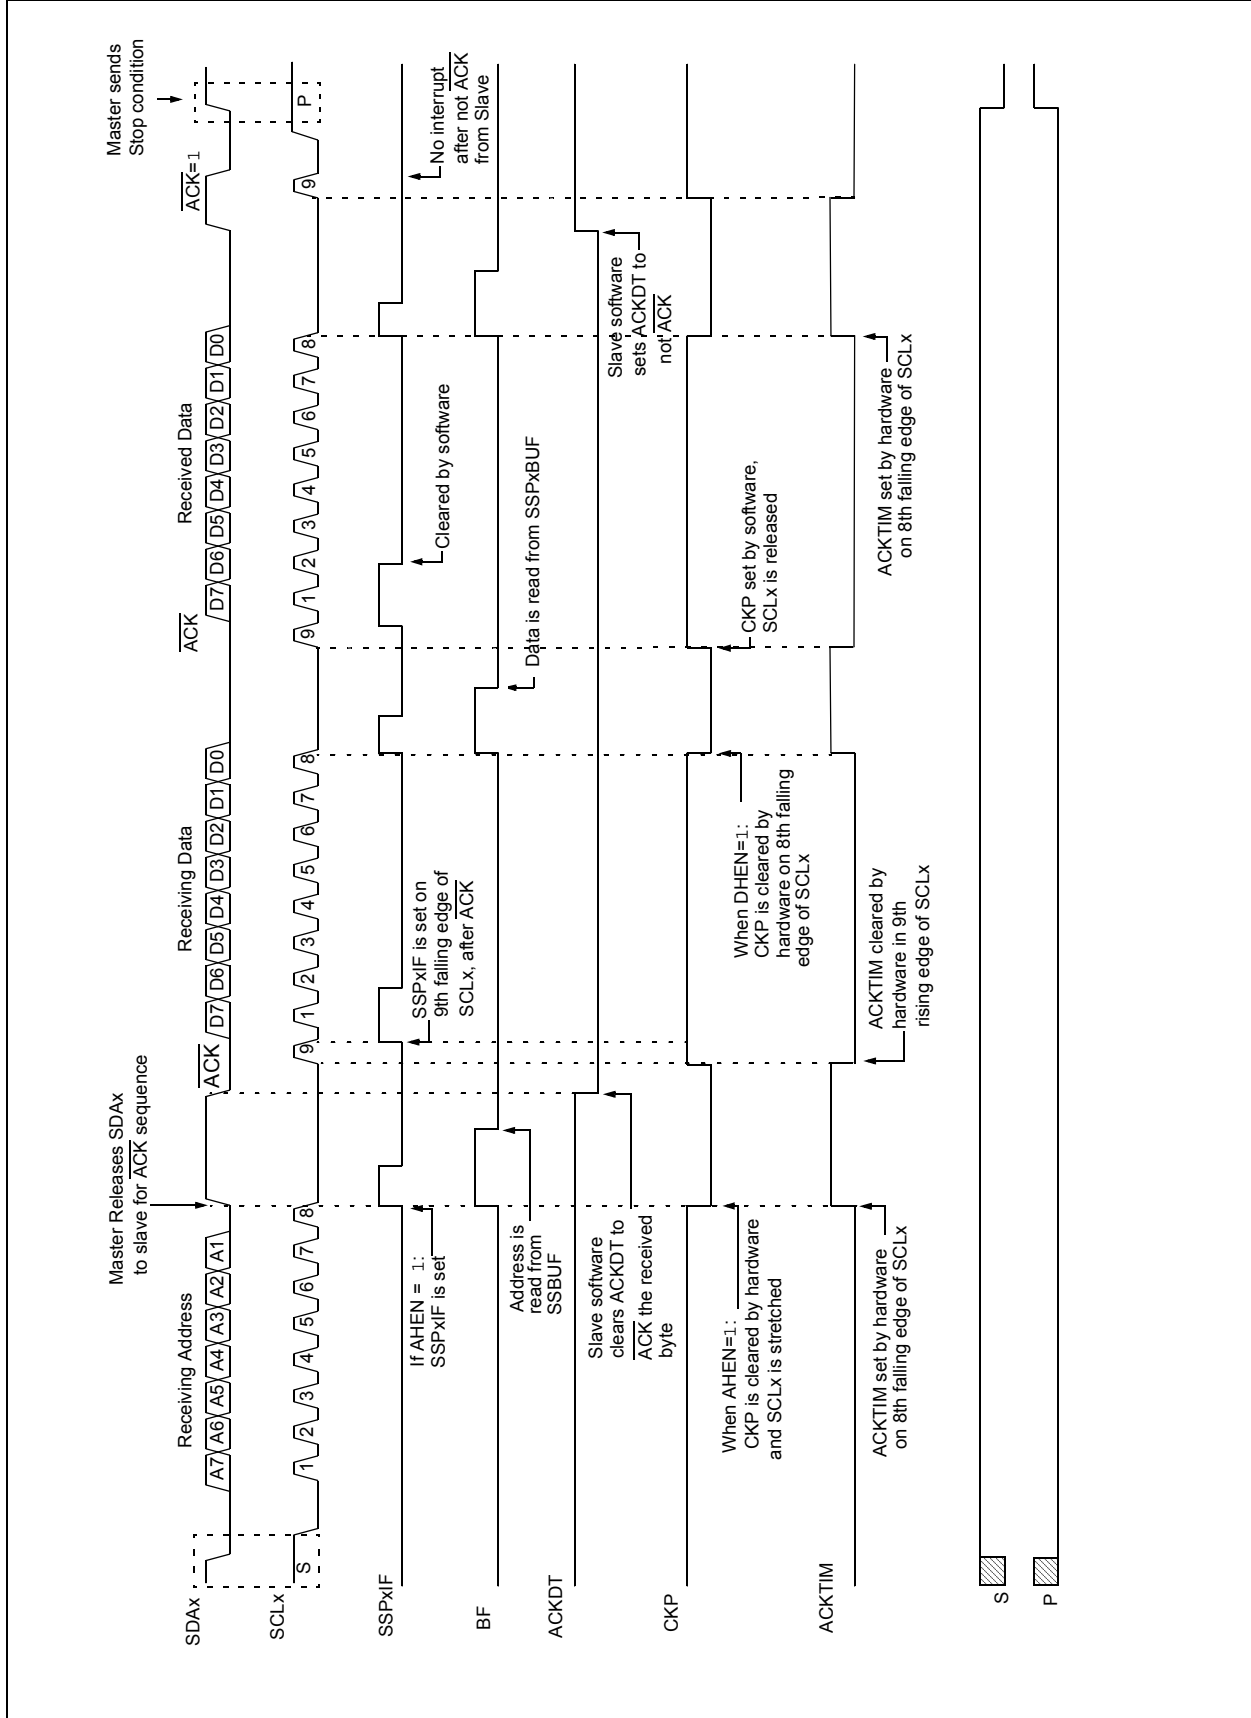 Master Releases SDAx
to slave for ACK sequence
Master sends
Stop condition
Receiving Address
Receiving Data
Received Data
ACK
ACK
ACK=1
SDAx
A7 A6 A5 A4 A3 A2 A1
D7 D6 D5 D4 D3 D2 D1 D0
D7 D6 D5 D4 D3 D2 D1 D0
SCLx
S
1 2 3 4 5 6 7 8 9
1 2 3 4 5 6 7 8 9
1 2 3 4 5 6 7 8 9
P
SSPxIF
If AHEN = 1:
SSPxIF is set
SSPxIF is set on
9th falling edge of
SCLx, after ACK
Cleared by software
No interrupt
after not ACK
from Slave
BF
Address is
read from
SSBUF
Data is read from SSPxBUF
ACKDT
Slave software
clears ACKDT to
ACK the received
byte
Slave software
sets ACKDT to
not ACK
CKP
When AHEN=1:
CKP is cleared by hardware
and SCLx is stretched
When DHEN=1:
CKP is cleared by
hardware on 8th falling
edge of SCLx
CKP set by software,
SCLx is released
ACKTIM
ACKTIM set by hardware
on 8th falling edge of SCLx
ACKTIM cleared by
hardware in 9th
rising edge of SCLx
ACKTIM set by hardware
on 8th falling edge of SCLx
S
P